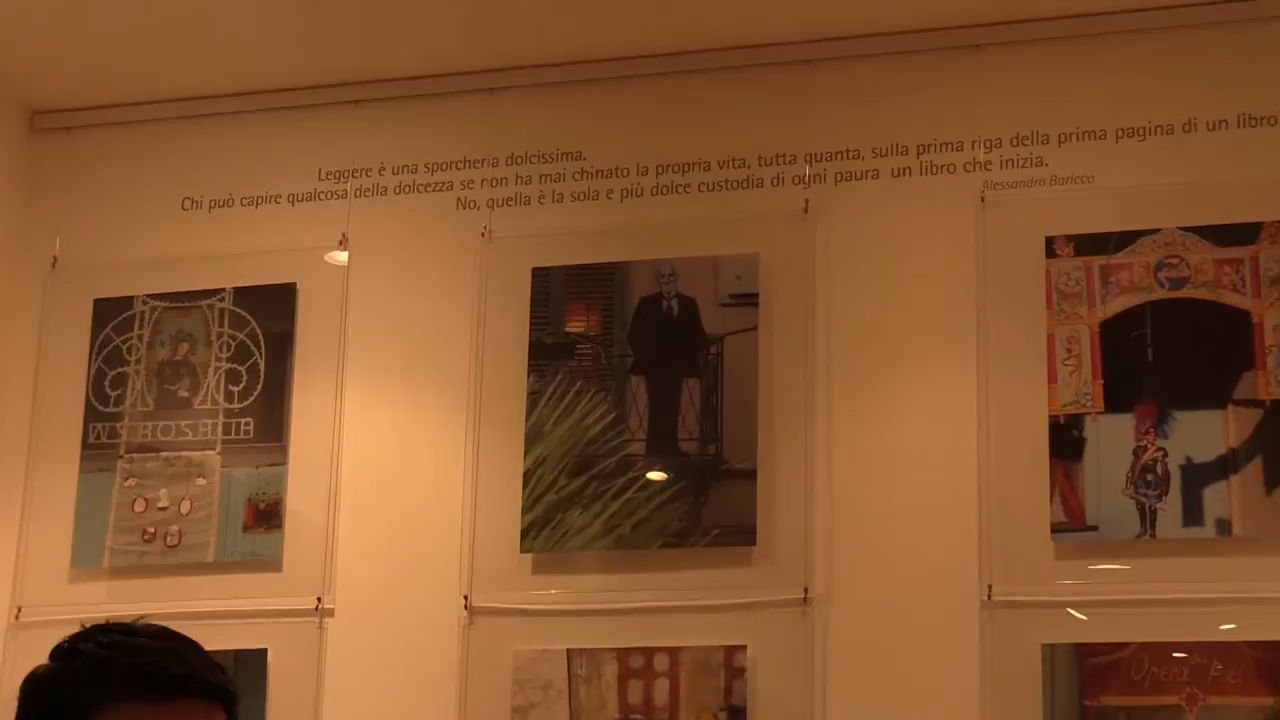 Leggere è una sporcheria dolcissima.
Chi può capire qualcosa della dolcezza se non ha mai chinato la propria vita, tutta quanta, sulla prima riga della prima pagina di un libro
No, quella è la sola e più dolce custodia di ogni paura un libro che inizia.
Alessandro Baricco
W S ROSALIA